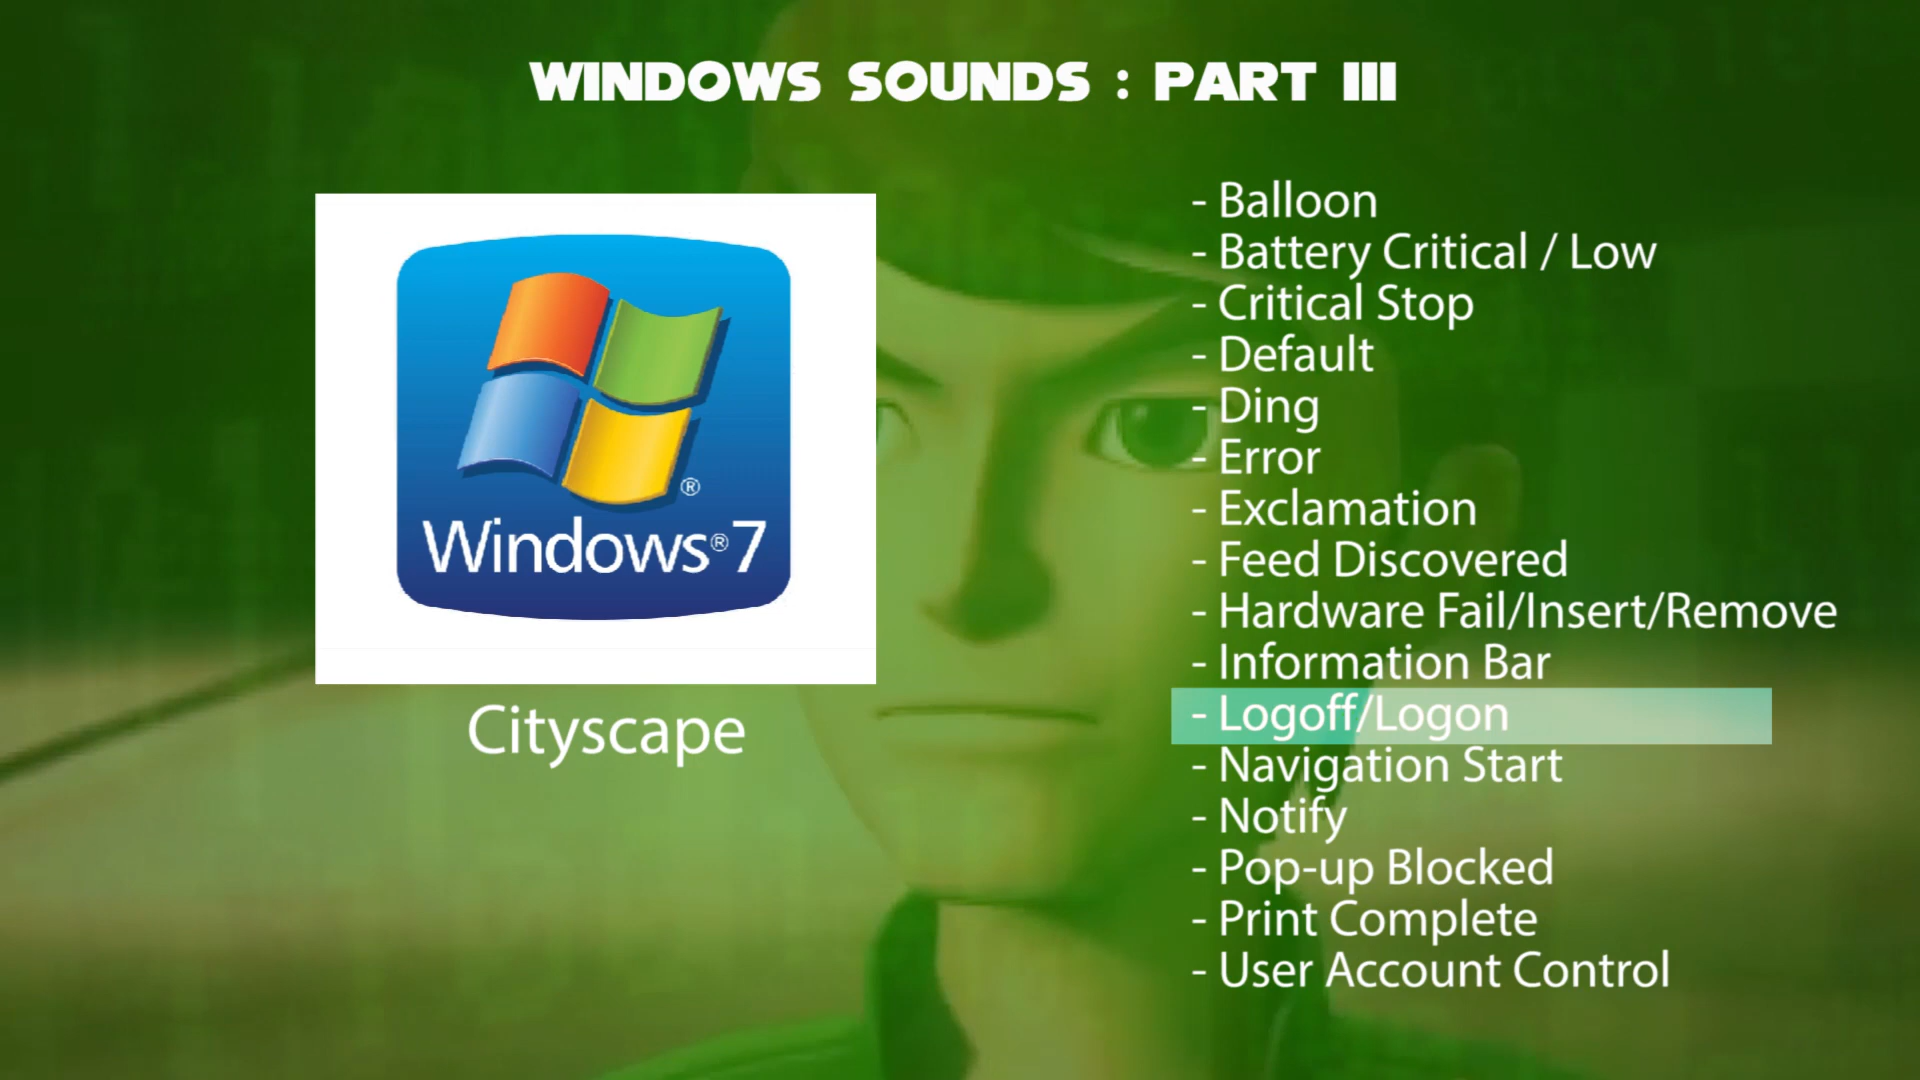 WINDOWS SOUNDS : PART III
Windows®7
®
Cityscape
- Balloon
- Battery Critical / Low
- Critical Stop
- Default
- Ding
- Error
- Exclamation
- Feed Discovered
- Hardware Fail/Insert/Remove
- Information Bar
- Logoff/Logon
- Navigation Start
- Notify
- Pop-up Blocked
- Print Complete
- User Account Control